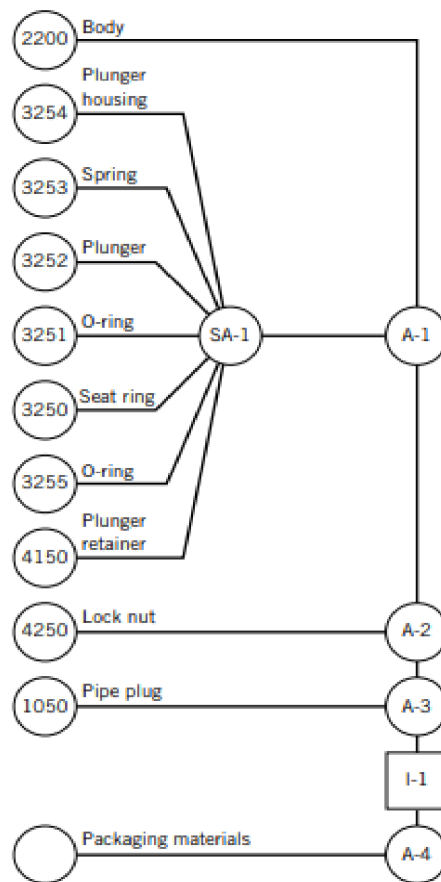 2200 Body
Plunger
housing
3254
3253 Spring
3252 Plunger
3251 O-ring SA-1 A-1
3250 Seat ring
3255 O-ring
Plunger
retainer
4150
4250 Lock nut A-2
1050 Pipe plug A-3
I-1
Packaging materials A-4